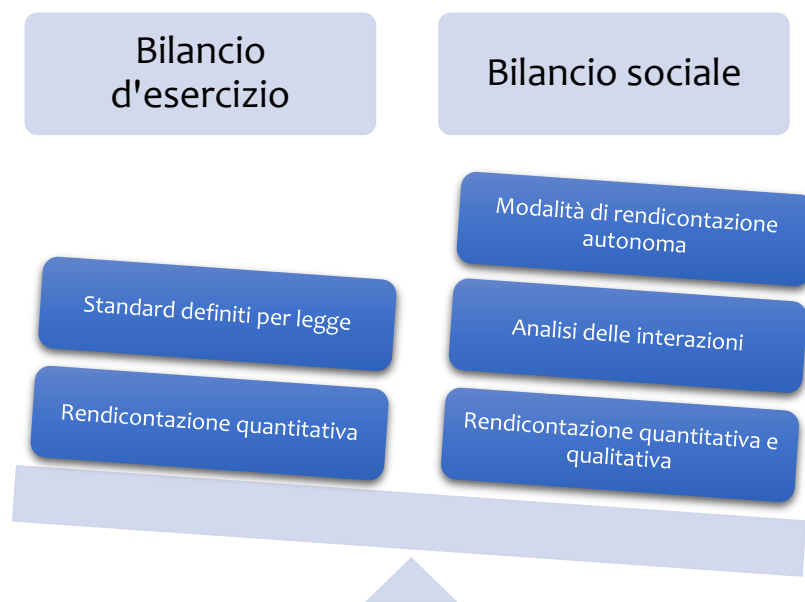 Bilancio
d'esercizio
Bilancio sociale
Modalità di rendicontazione
autonoma
Standard definiti per legge
Analisi delle interazioni
Rendicontazione quantitativa
Rendicontazione quantitativa e
qualitativa